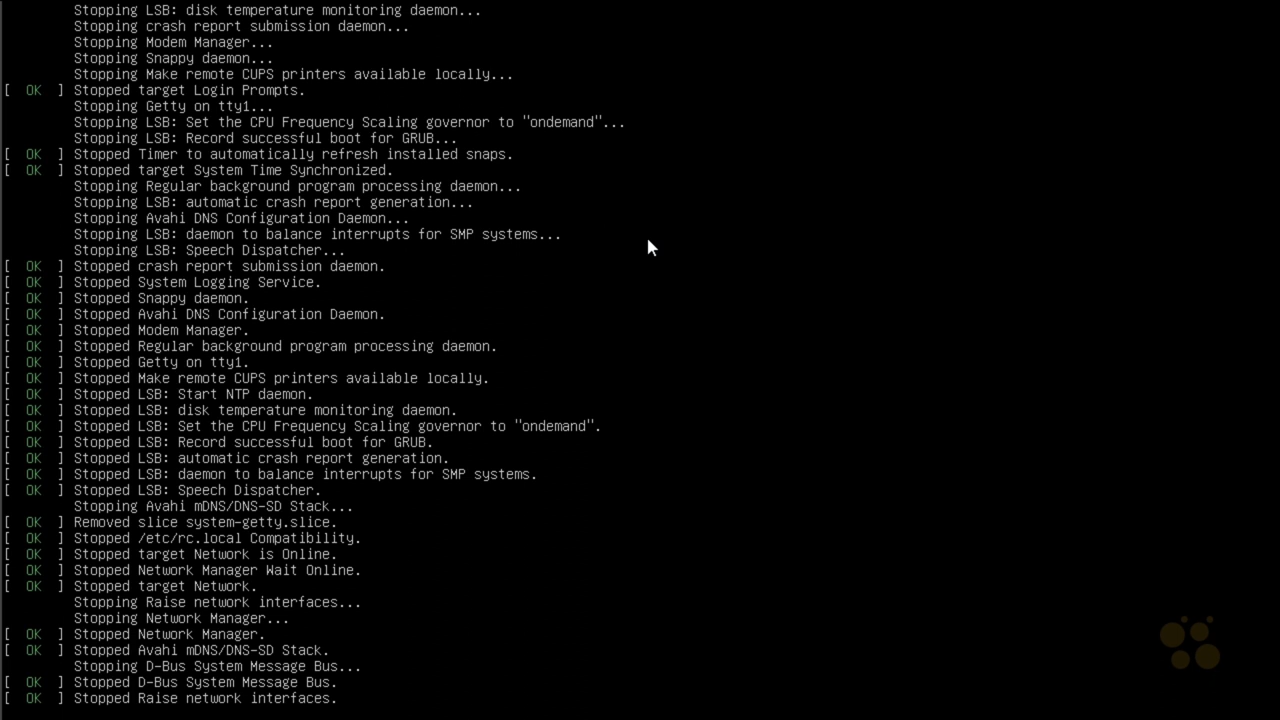 Stopping LSB: disk temperature monitoring daemon...
Stopping crash report submission daemon...
Stopping Modem Manager...
Stopping Snappy daemon...
Stopping Make remote CUPS printers available locally...
[  OK  ] Stopped target Login Prompts.
Stopping Getty on tty1...
Stopping LSB: Set the CPU Frequency Scaling governor to "ondemand"...
Stopping LSB: Record successful boot for GRUB...
[  OK  ] Stopped Timer to automatically refresh installed snaps.
[  OK  ] Stopped target System Time Synchronized.
Stopping Regular background program processing daemon...
Stopping LSB: automatic crash report generation...
Stopping Avahi DNS Configuration Daemon...
Stopping LSB: daemon to balance interrupts for SMP systems...
Stopping LSB: Speech Dispatcher...
[  OK  ] Stopped crash report submission daemon.
[  OK  ] Stopped System Logging Service.
[  OK  ] Stopped Snappy daemon.
[  OK  ] Stopped Avahi DNS Configuration Daemon.
[  OK  ] Stopped Modem Manager.
[  OK  ] Stopped Regular background program processing daemon.
[  OK  ] Stopped Getty on tty1.
[  OK  ] Stopped Make remote CUPS printers available locally.
[  OK  ] Stopped LSB: Start NTP daemon.
[  OK  ] Stopped LSB: disk temperature monitoring daemon.
[  OK  ] Stopped LSB: Set the CPU Frequency Scaling governor to "ondemand".
[  OK  ] Stopped LSB: Record successful boot for GRUB.
[  OK  ] Stopped LSB: automatic crash report generation.
[  OK  ] Stopped LSB: daemon to balance interrupts for SMP systems.
[  OK  ] Stopped LSB: Speech Dispatcher.
Stopping Avahi mDNS/DNS-SD Stack...
[  OK  ] Removed slice system-getty.slice.
[  OK  ] Stopped /etc/rc.local Compatibility.
[  OK  ] Stopped target Network is Online.
[  OK  ] Stopped Network Manager Wait Online.
[  OK  ] Stopped target Network.
Stopping Raise network interfaces...
Stopping Network Manager...
[  OK  ] Stopped Network Manager.
[  OK  ] Stopped Avahi mDNS/DNS-SD Stack.
Stopping D-Bus System Message Bus...
[  OK  ] Stopped D-Bus System Message Bus.
[  OK  ] Stopped Raise network interfaces.